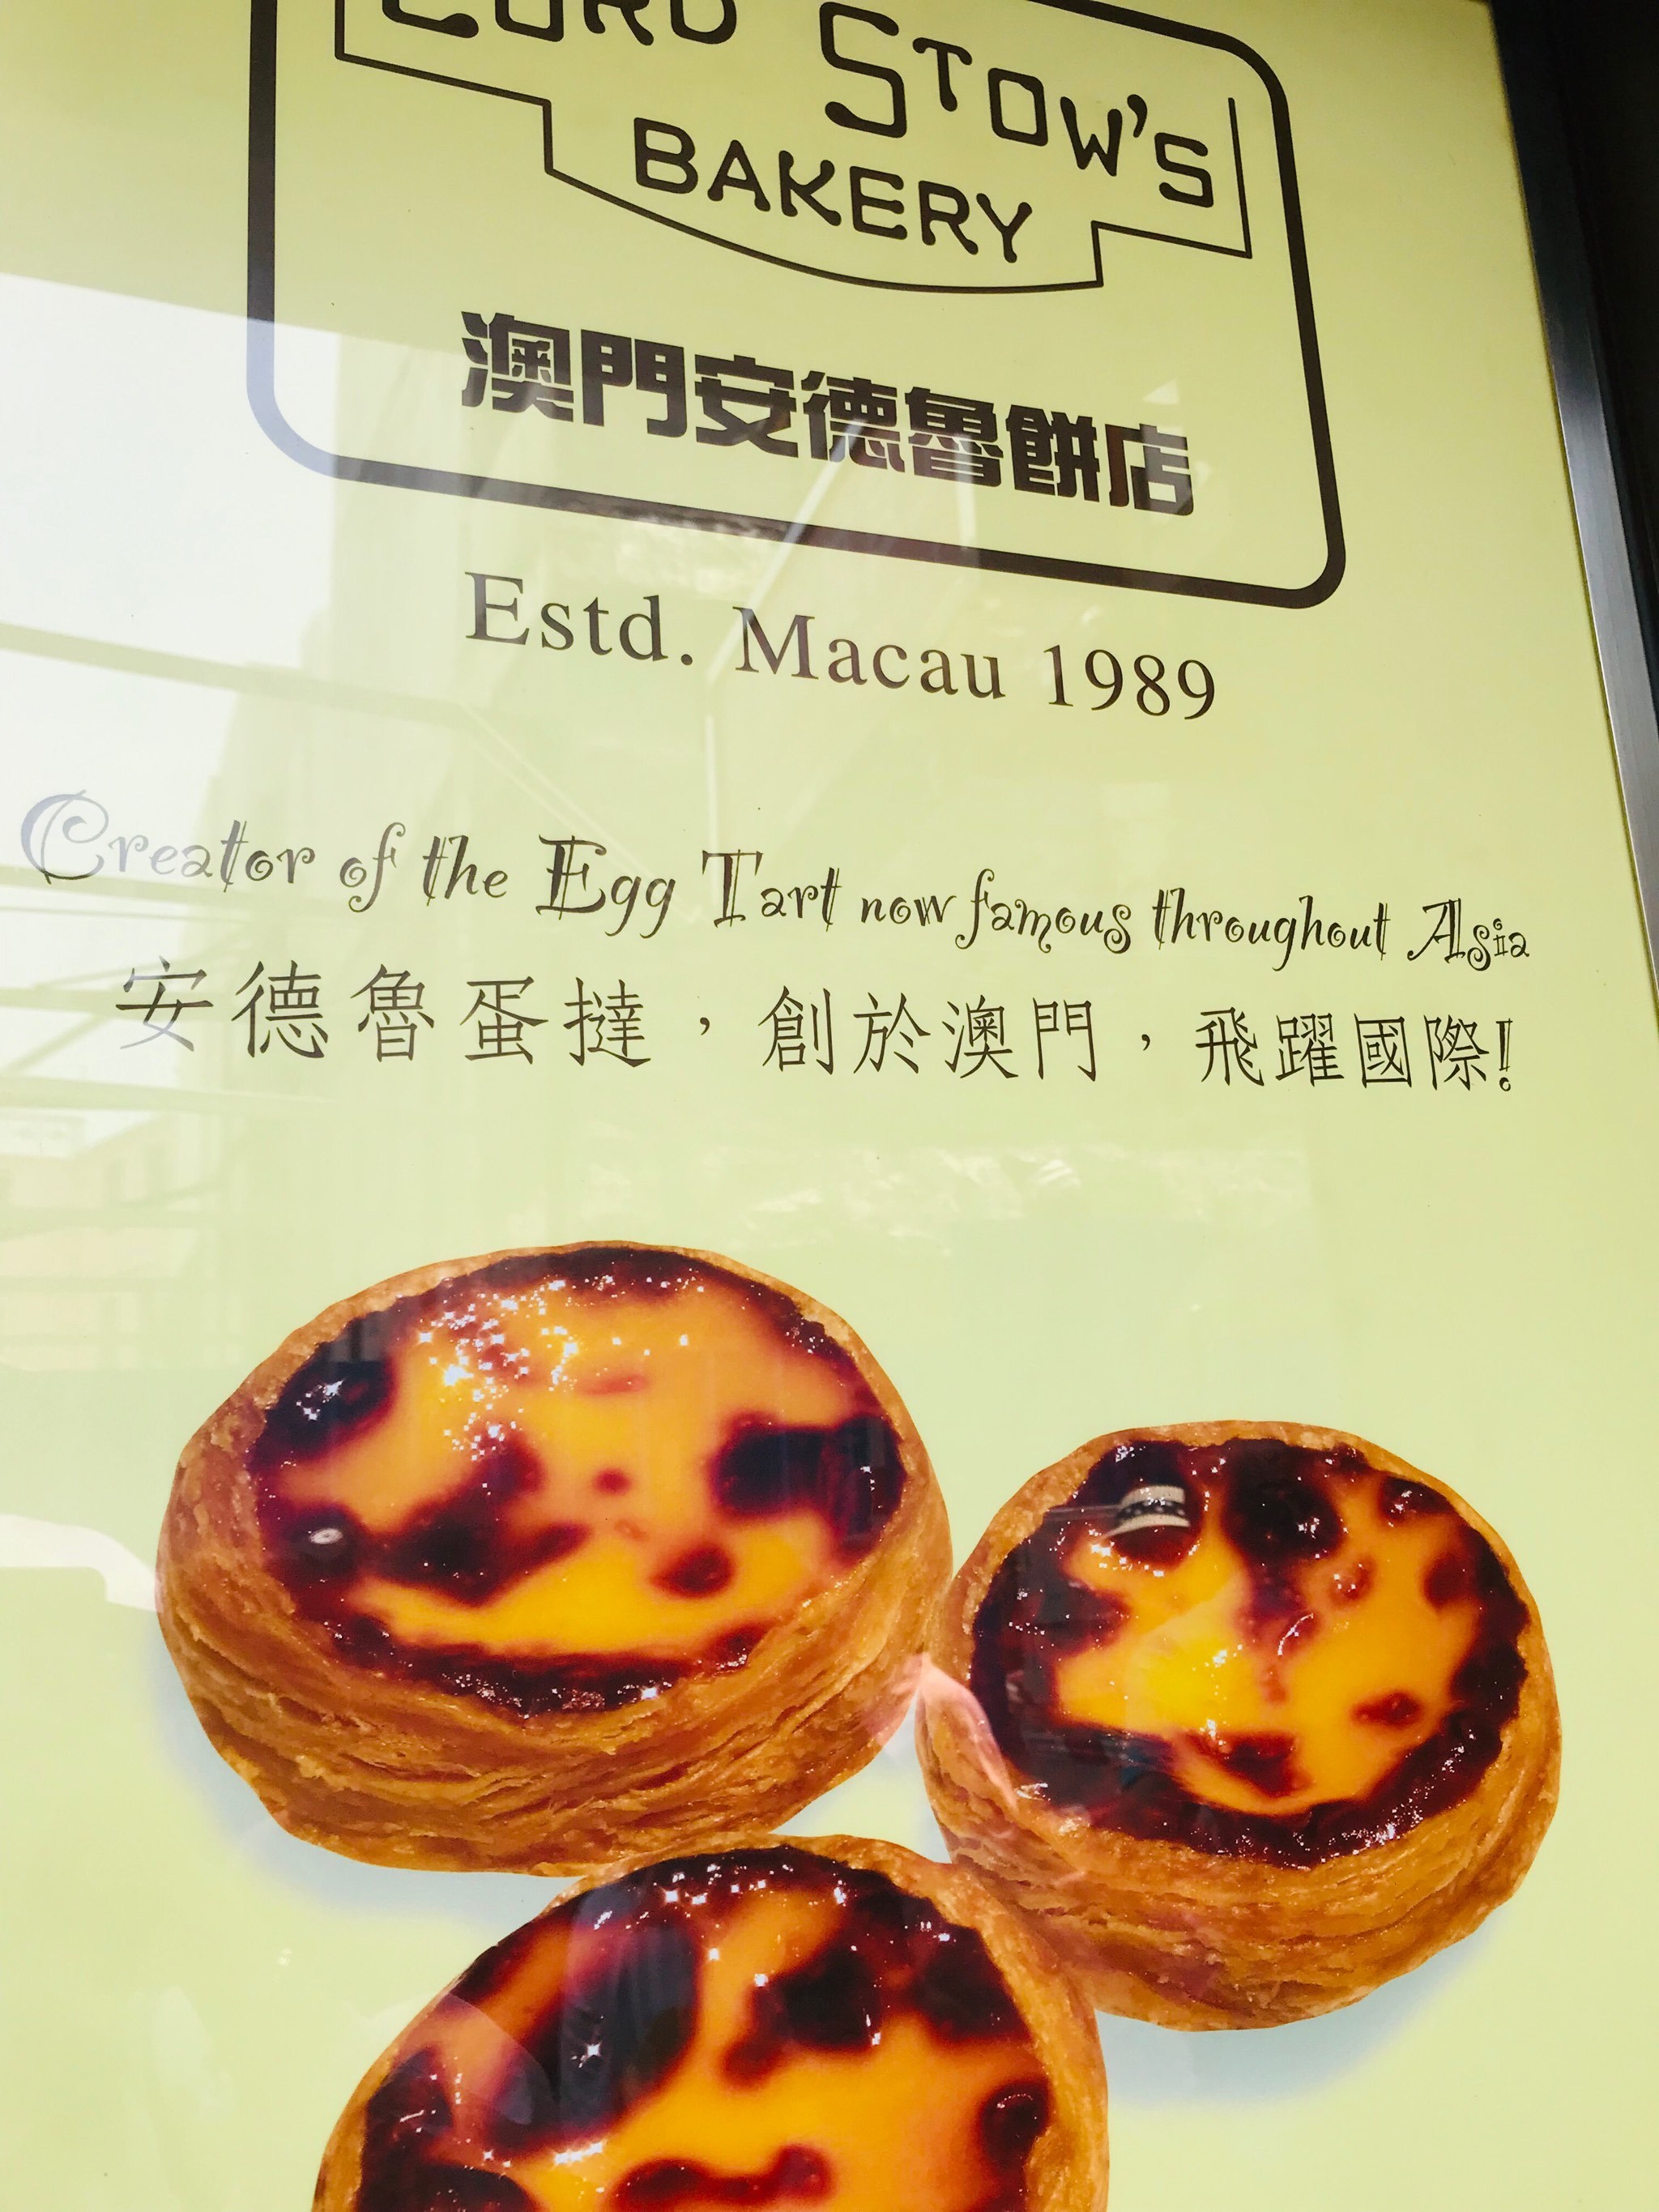 LORD STOW'S
BAKERY
澳門安德魯餅店
Estd. Macau 1989
Creator of the Egg Tart now famous throughout Asia
安德魯蛋撻，創於澳門，飛躍國際!